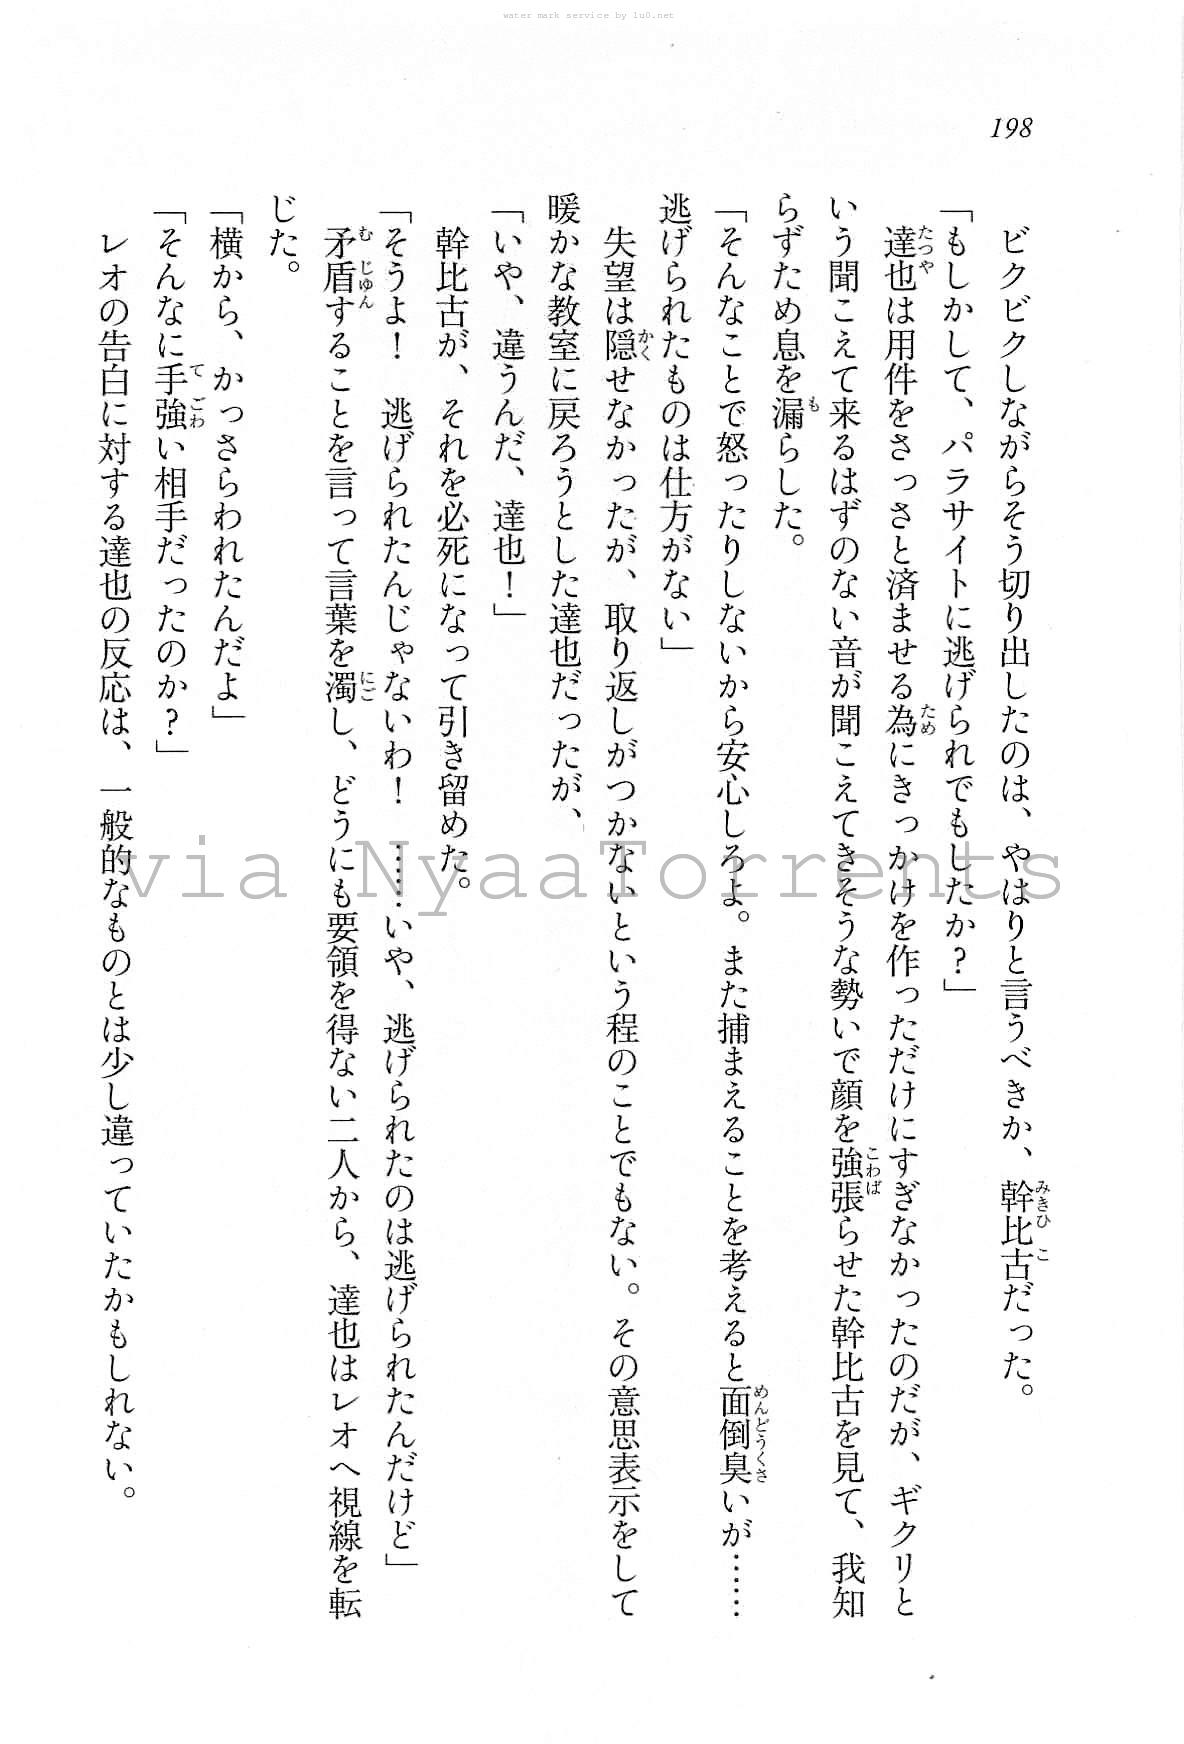 water mark service by lu0.net
198
ビクビクしながらそう切り出したのは、やはりと言うべきか、幹比古だった。
「もしかして、パラサイトに逃げられでもしたか？」
達也は用件をさっさと済ませる為にきっかけを作っただけにすぎなかったのだが、ギクリと
いう聞こえて来るはずのない音が聞こえてきそうな勢いで顔を強張らせた幹比古を見て、我知
らずため息を漏らした。
「そんなことで怒ったりしないから安心しろよ。また捕まえることを考えると面倒臭いが……
逃げられたものは仕方がない」
失望は隠せなかったが、取り返しがつかないという程のことでもない。その意思表示をして
暖かな教室に戻ろうとした達也だったが、
「いや、違うんだ、達也！」
幹比古が、それを必死になって引き留めた。
「そうよ！　逃げられたんじゃないわ！　……いや、逃げられたのは逃げられたんだけど」
矛盾することを言って言葉を濁し、どうにも要領を得ない二人から、達也はレオへ視線を転
じた。
「横から、かっさらわれたんだよ」
「そんなに手強い相手だったのか？」
レオの告白に対する達也の反応は、一般的なものとは少し違っていたかもしれない。
via NyaaTorrents